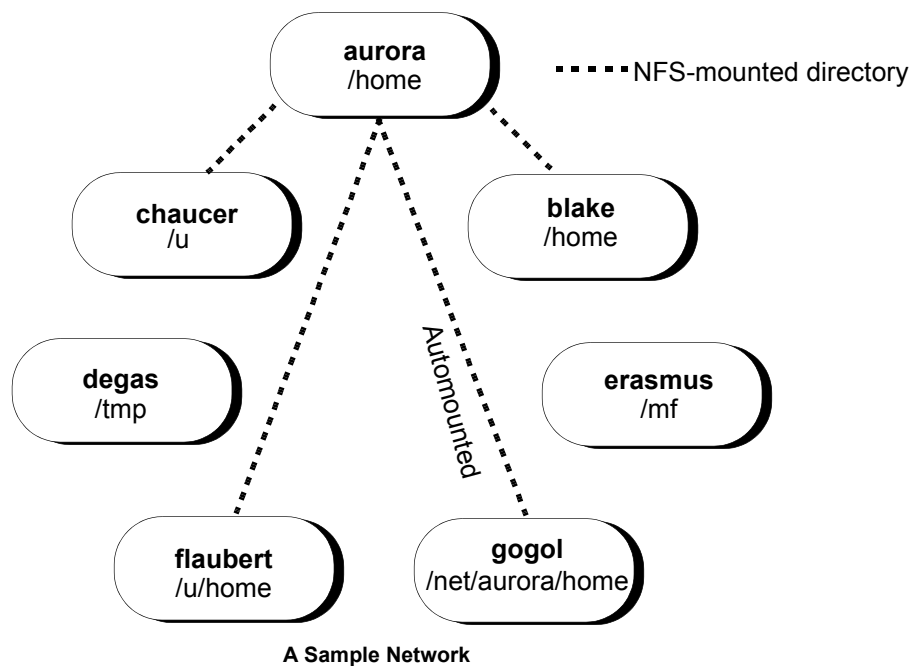 aurora
/home
NFS-mounted directory
chaucer
/u
blake
/home
Automounted
degas
/tmp
erasmus
/mf
flaubert
/u/home
gogol
/net/aurora/home
A Sample Network